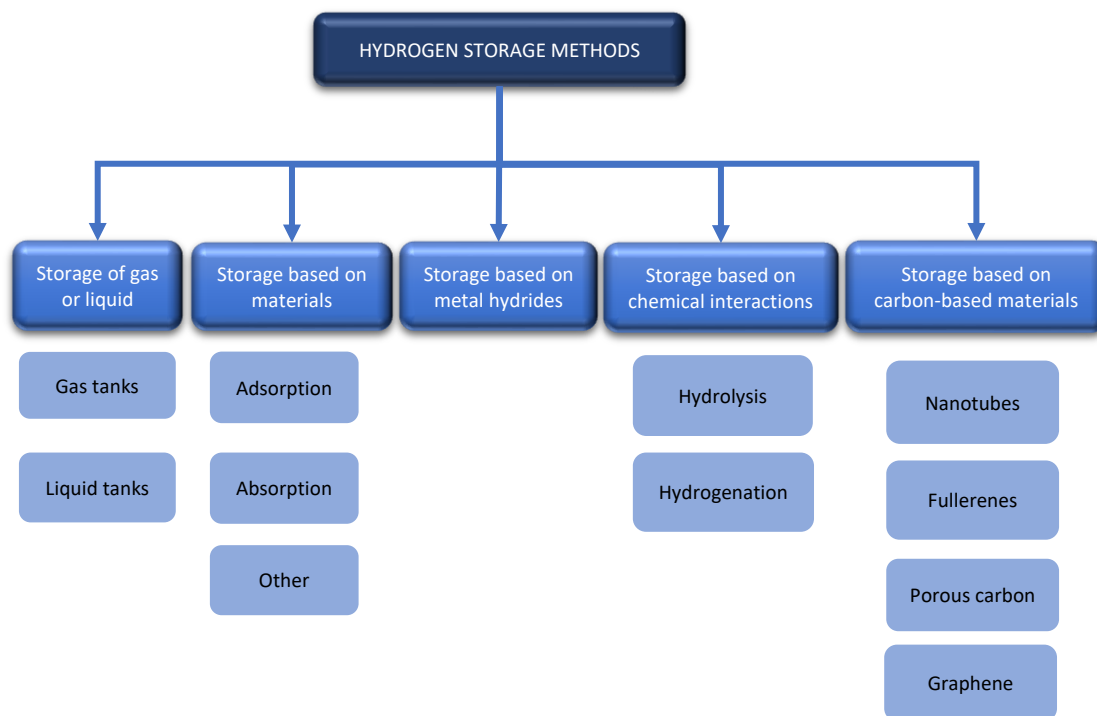 HYDROGEN STORAGE METHODS
Storage of gas
or liquid
Storage based on
materials
Storage based on
metal hydrides
Storage based on
chemical interactions
Storage based on
carbon-based materials
Gas tanks
Liquid tanks
Adsorption
Absorption
Other
Hydrolysis
Hydrogenation
Nanotubes
Fullerenes
Porous carbon
Graphene